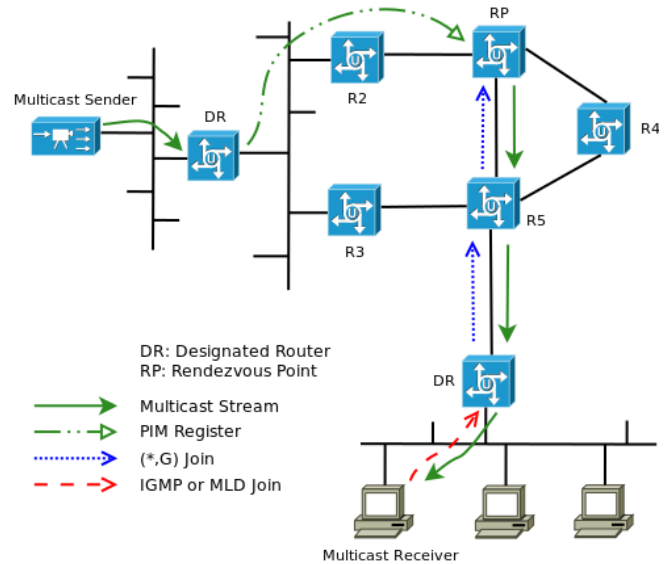 RP
Multicast Sender
DR
R2
R4
R3
R5
DR: Designated Router
RP: Rendezvous Point
DR
Multicast Stream
PIM Register
(*,G) Join
IGMP or MLD Join
Multicast Receiver